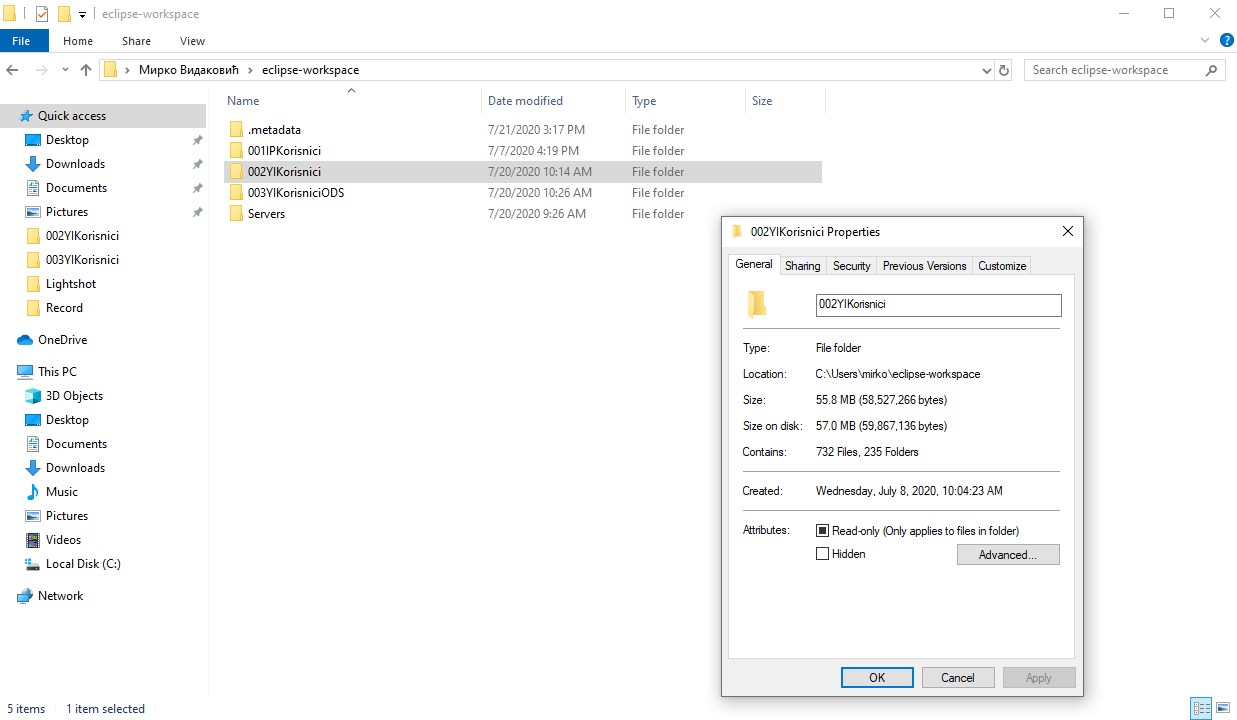 eclipse-workspace
File Home Share View
Мирко Видаковић eclipse-workspace Search eclipse-workspace
Name Date modified Type Size
.metadata 7/21/2020 3:17 PM File folder
001IPKorisnici 7/7/2020 4:19 PM File folder
002YIKorisnici 7/20/2020 10:14 AM File folder
003YIKorisniciODS 7/20/2020 10:26 AM File folder
Servers 7/20/2020 9:26 AM File folder
Quick access
Desktop
Downloads
Documents
Pictures
002YIKorisnici
003YIKorisnici
Lightshot
Record
OneDrive
This PC
3D Objects
Desktop
Documents
Downloads
Music
Pictures
Videos
Local Disk (C:)
Network
002YIKorisnici Properties
General Sharing Security Previous Versions Customize
002YIKorisnici
Type: File folder
Location: C:\Users\mirko\eclipse-workspace
Size: 55.8 MB (58,527,266 bytes)
Size on disk: 57.0 MB (59,867,136 bytes)
Contains: 732 Files, 235 Folders
Created: Wednesday, July 8, 2020, 10:04:23 AM
Attributes: Read-only (Only applies to files in folder)
Hidden Advanced...
OK Cancel Apply
5 items 1 item selected